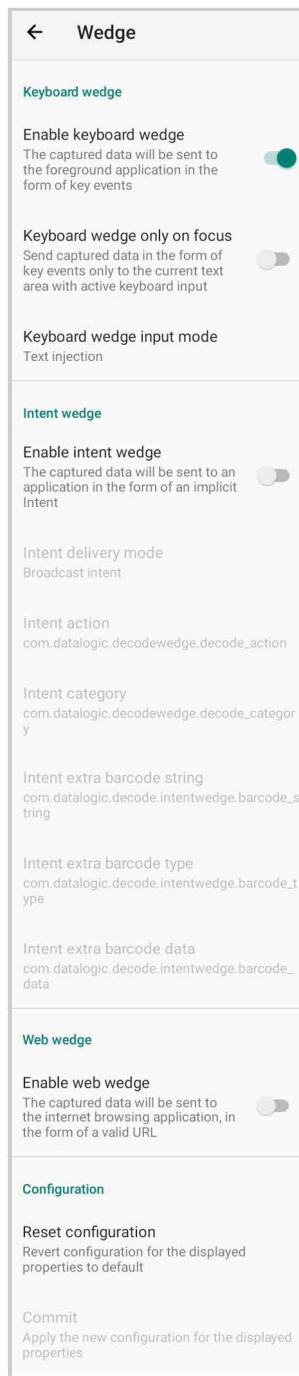 Wedge
Keyboard wedge
Enable keyboard wedge
The captured data will be sent to
the foreground application in the
form of key events
Keyboard wedge only on focus
Send captured data in the form of
key events only to the current text
area with active keyboard input
Keyboard wedge input mode
Text injection
Intent wedge
Enable intent wedge
The captured data will be sent to an
application in the form of an implicit
Intent
Intent delivery mode
Broadcast intent
Intent action
com.datalogic.decodewedge.decode_action
Intent category
com.datalogic.decodewedge.decode_categor
y
Intent extra barcode string
com.datalogic.decode.intentwedge.barcode_s
tring
Intent extra barcode type
com.datalogic.decode.intentwedge.barcode_t
ype
Intent extra barcode data
com.datalogic.decode.intentwedge.barcode_
data
Web wedge
Enable web wedge
The captured data will be sent to
the internet browsing application, in
the form of a valid URL
Configuration
Reset configuration
Revert configuration for the displayed
properties to default
Commit
Apply the new configuration for the displayed
properties